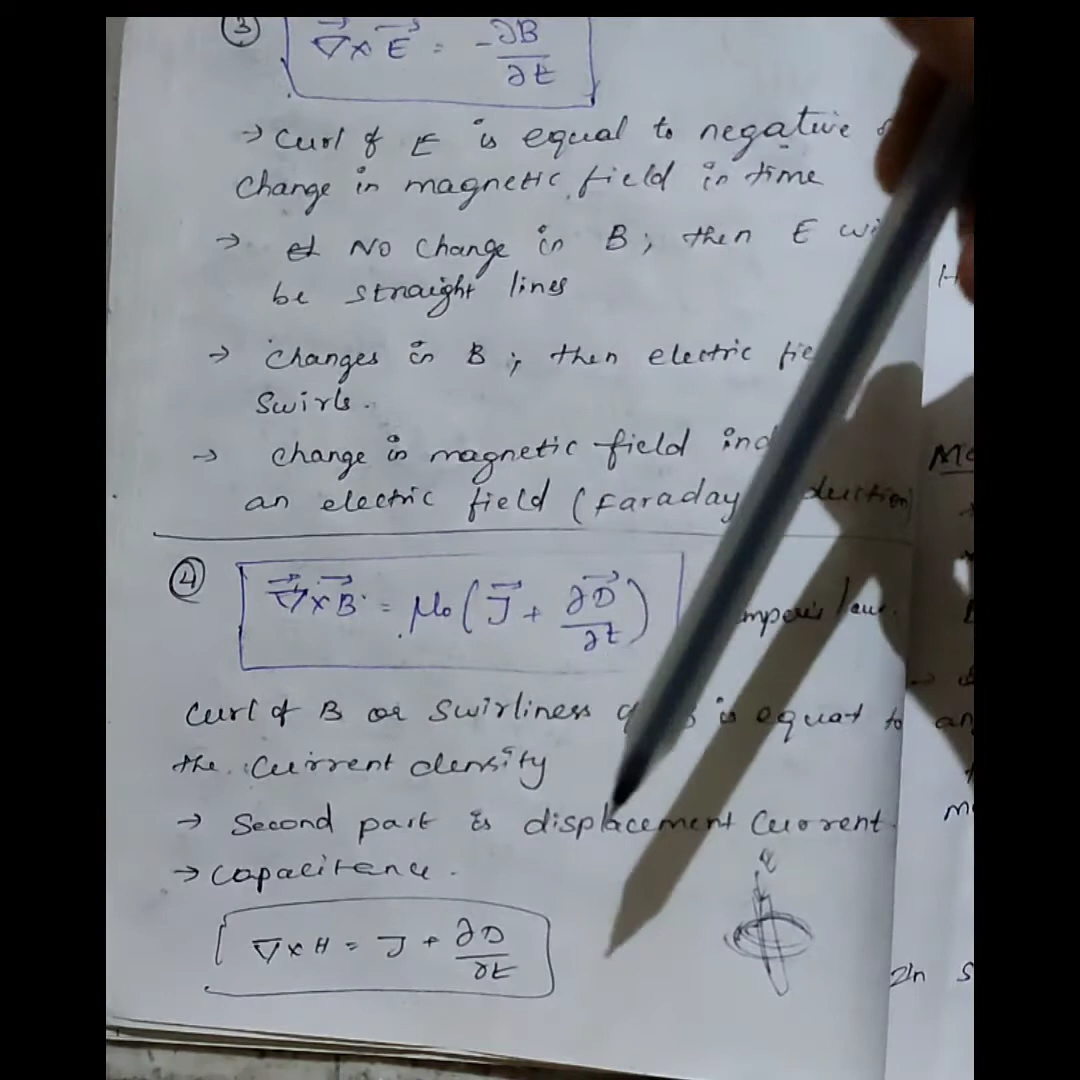 ③ ∇⃗ × E⃗ = -∂B/∂t
→ Curl of E is equal to negative
change in magnetic field in time
→ No change in B, then E
be straight lines
→ changes in B, then electric
swirls.
→ change in magnetic field
an electric field (Faraday
④ ∇⃗ × B⃗ = μ₀(J⃗ + ∂D⃗/∂t)
law.
Curl of B or swirliness is equal to
the current density
→ Second part is displacement current
→ Capacitance.
∇ × H = J + ∂D/∂t